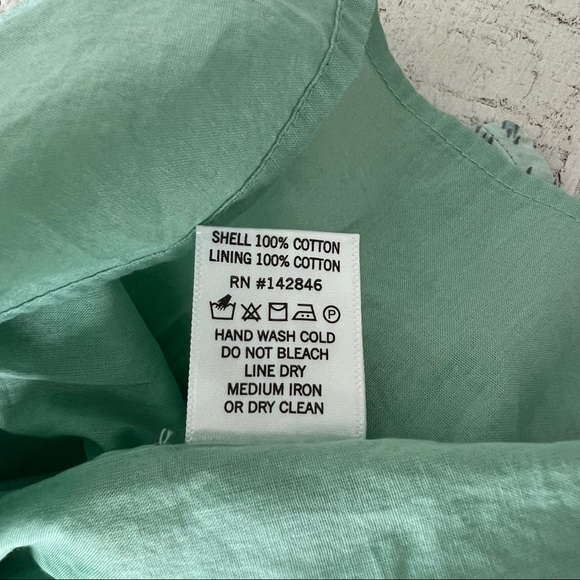 SHELL 100% COTTON
LINING 100% COTTON
RN #142846
P
HAND WASH COLD
DO NOT BLEACH
LINE DRY
MEDIUM IRON
OR DRY CLEAN